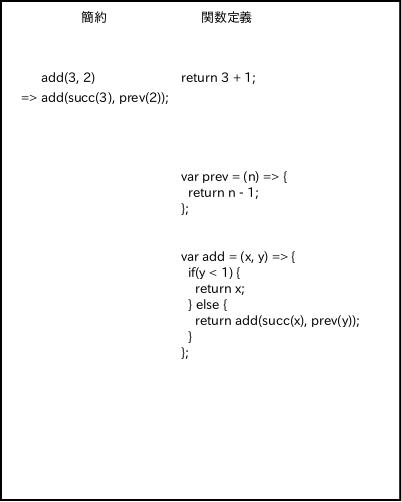 簡約 関数定義
add(3, 2) return 3 + 1;
=> add(succ(3), prev(2));
var prev = (n) => {
return n - 1;
};
var add = (x, y) => {
if(y < 1) {
return x;
} else {
return add(succ(x), prev(y));
}
};